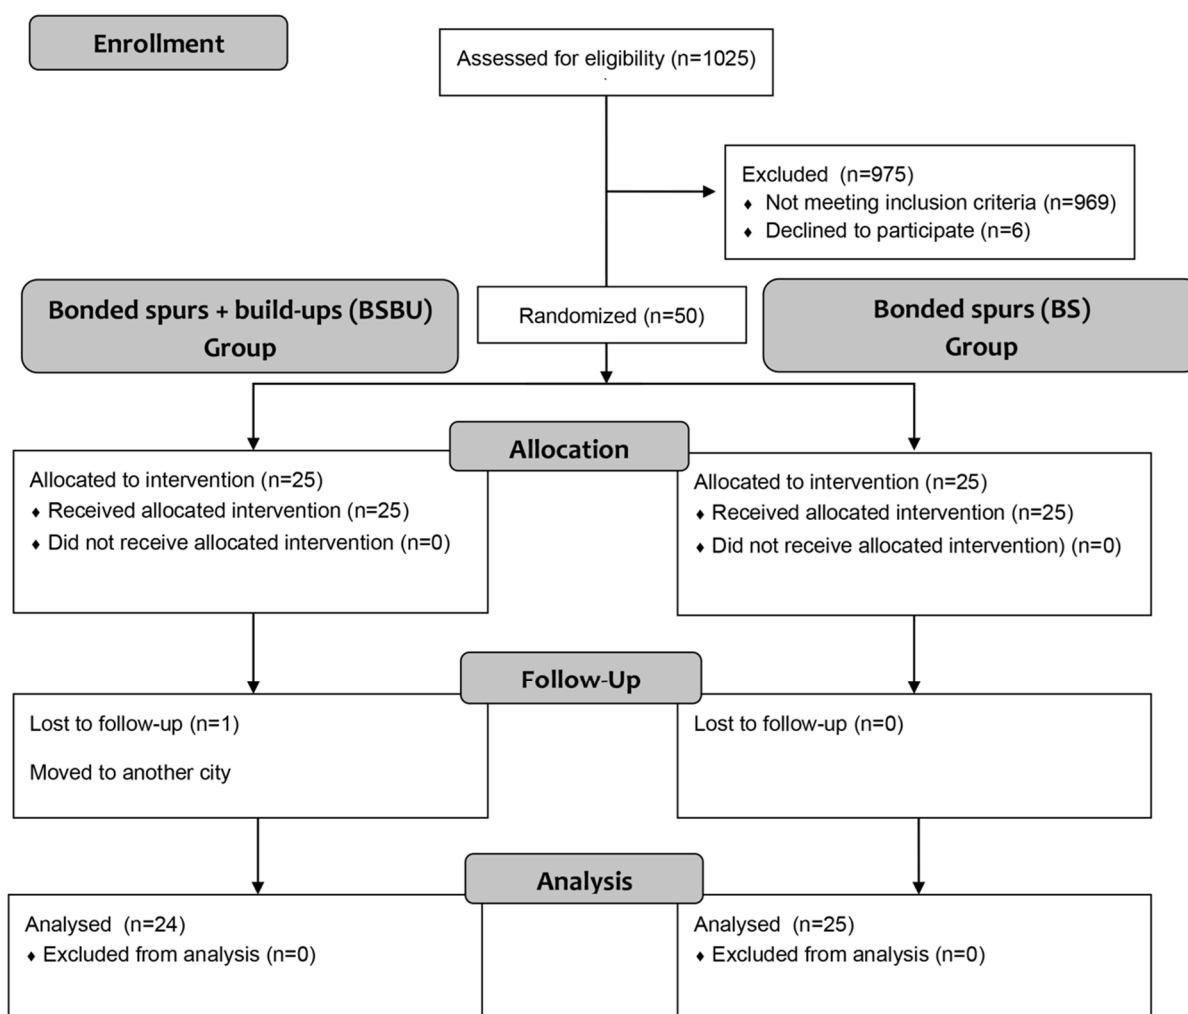 Enrollment
Assessed for eligibility (n=1025)
Excluded  (n=975)
♦ Not meeting inclusion criteria (n=969)
♦ Declined to participate (n=6)
Bonded spurs + build-ups (BSBU)
Group
Randomized (n=50)
Bonded spurs (BS)
Group
Allocation
Allocated to intervention (n=25)
♦ Received allocated intervention (n=25)
♦ Did not receive allocated intervention (n=0)
Allocated to intervention (n=25)
♦ Received allocated intervention (n=25)
♦ Did not receive allocated intervention) (n=0)
Follow-Up
Lost to follow-up (n=1)
Moved to another city
Lost to follow-up (n=0)
Analysis
Analysed  (n=24)
♦ Excluded from analysis (n=0)
Analysed  (n=25)
♦ Excluded from analysis (n=0)